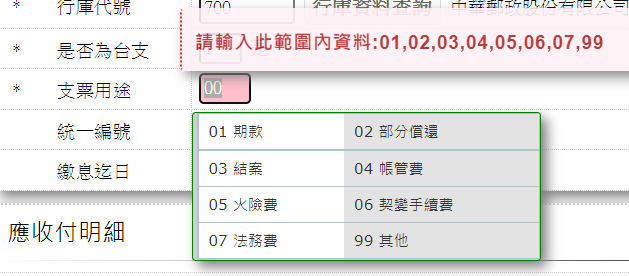 * 行庫代號 700 行庫資料查詢 中華郵政股份有限公司
請輸入此範圍內資料:01,02,03,04,05,06,07,99
* 是否為台支
* 支票用途 00
統一編號
01 期款 02 部分償還
繳息迄日
03 結案 04 帳管費
05 火險費 06 契變手續費
應收付明細
07 法務費 99 其他